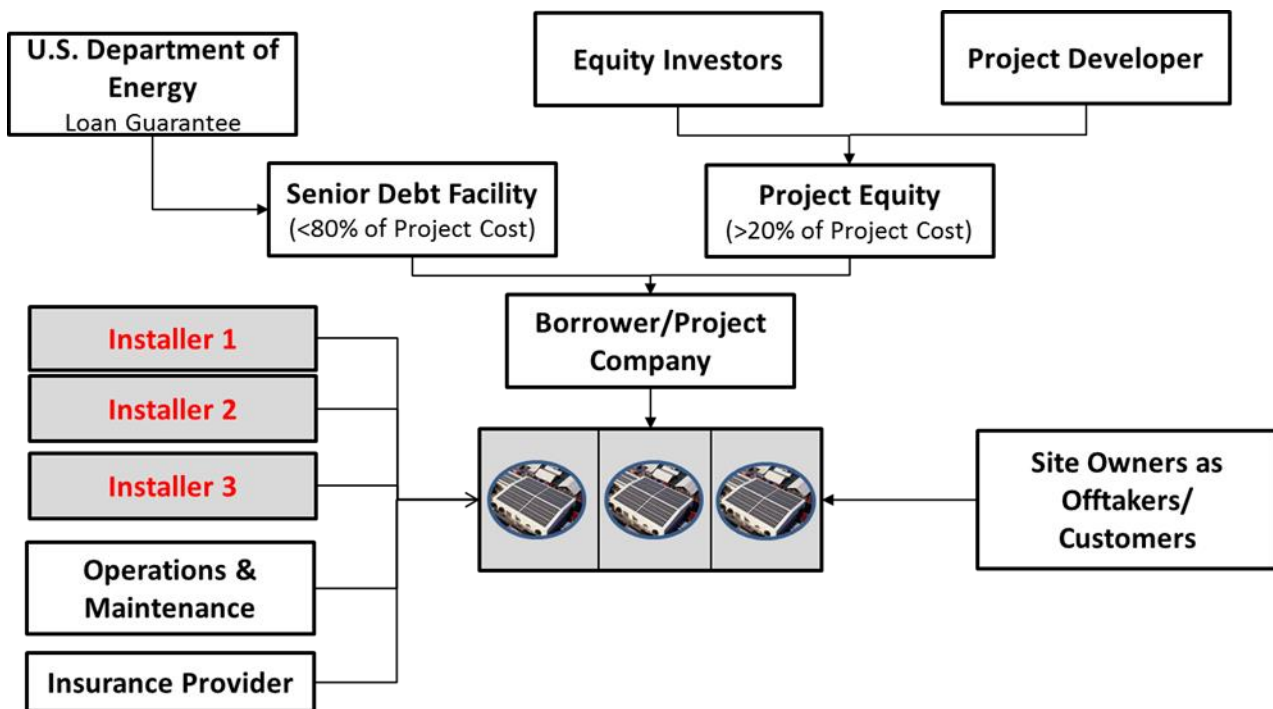 U.S. Department of
Energy
Loan Guarantee
Equity Investors
Project Developer
Senior Debt Facility
(<80% of Project Cost)
Project Equity
(>20% of Project Cost)
Borrower/Project
Company
Installer 1
Installer 2
Installer 3
Operations &
Maintenance
Insurance Provider
Site Owners as
Offtakers/
Customers